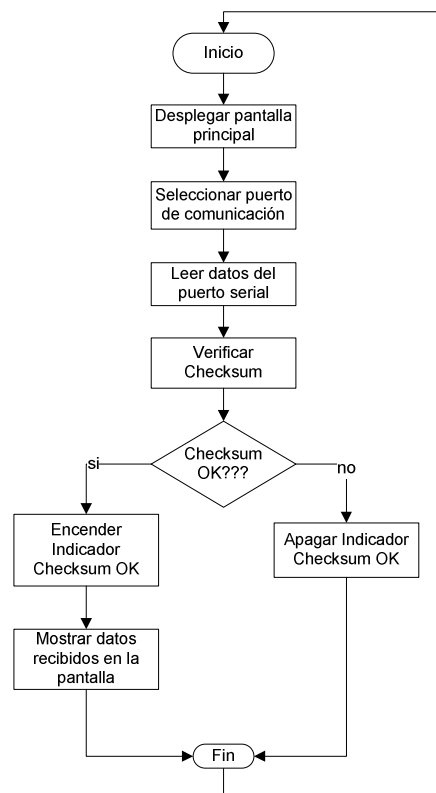 Inicio
Desplegar pantalla
principal
Seleccionar puerto
de comunicación
Leer datos del
puerto serial
Verificar
Checksum
Checksum
OK???
si
no
Encender
Indicador
Checksum OK
Apagar Indicador
Checksum OK
Mostrar datos
recibidos en la
pantalla
Fin